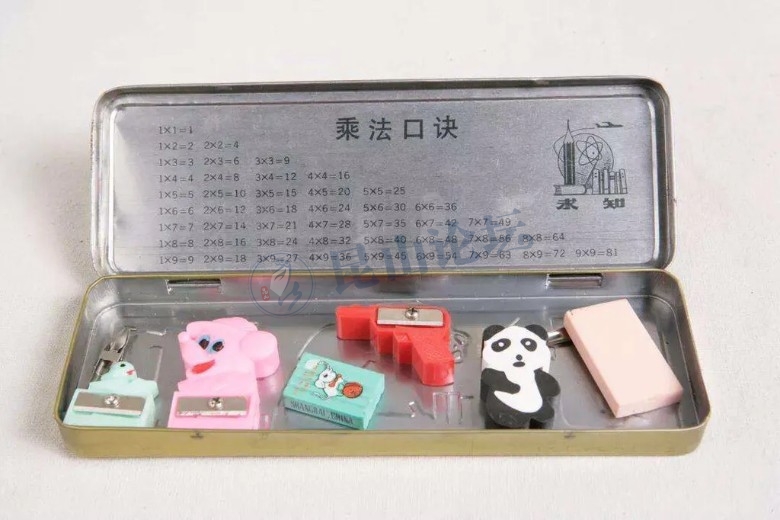 乘法口诀
1×1=1
1×2=2 2×2=4
1×3=3 2×3=6 3×3=9
1×4=4 2×4=8 3×4=12 4×4=16
1×5=5 2×5=10 3×5=15 4×5=20 5×5=25
1×6=6 2×6=12 3×6=18 4×6=24 5×6=30 6×6=36
1×7=7 2×7=14 3×7=21 4×7=28 5×7=35 6×7=42 7×7=49
1×8=8 2×8=16 3×8=24 4×8=32 5×8=40 6×8=48 7×8=56 8×8=64
1×9=9 2×9=18 3×9=27 4×9=36 5×9=45 6×9=54 7×9=63 8×9=72 9×9=81
求知
昆山论坛
SHANGHAI, CHINA